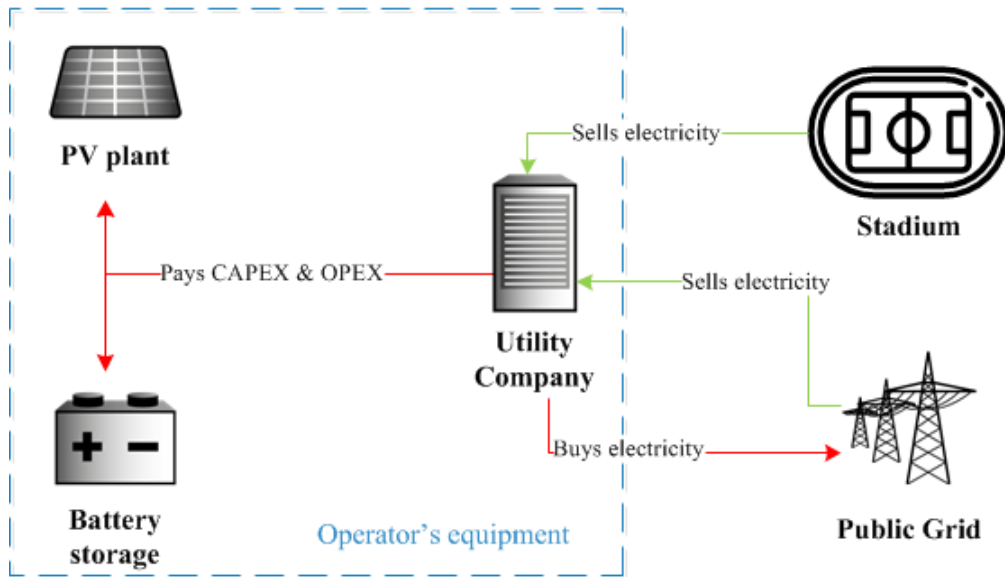 PV plant
Sells electricity
Stadium
Pays CAPEX & OPEX
Sells electricity
Utility
Company
Buys electricity
Battery
storage
Operator's equipment
Public Grid